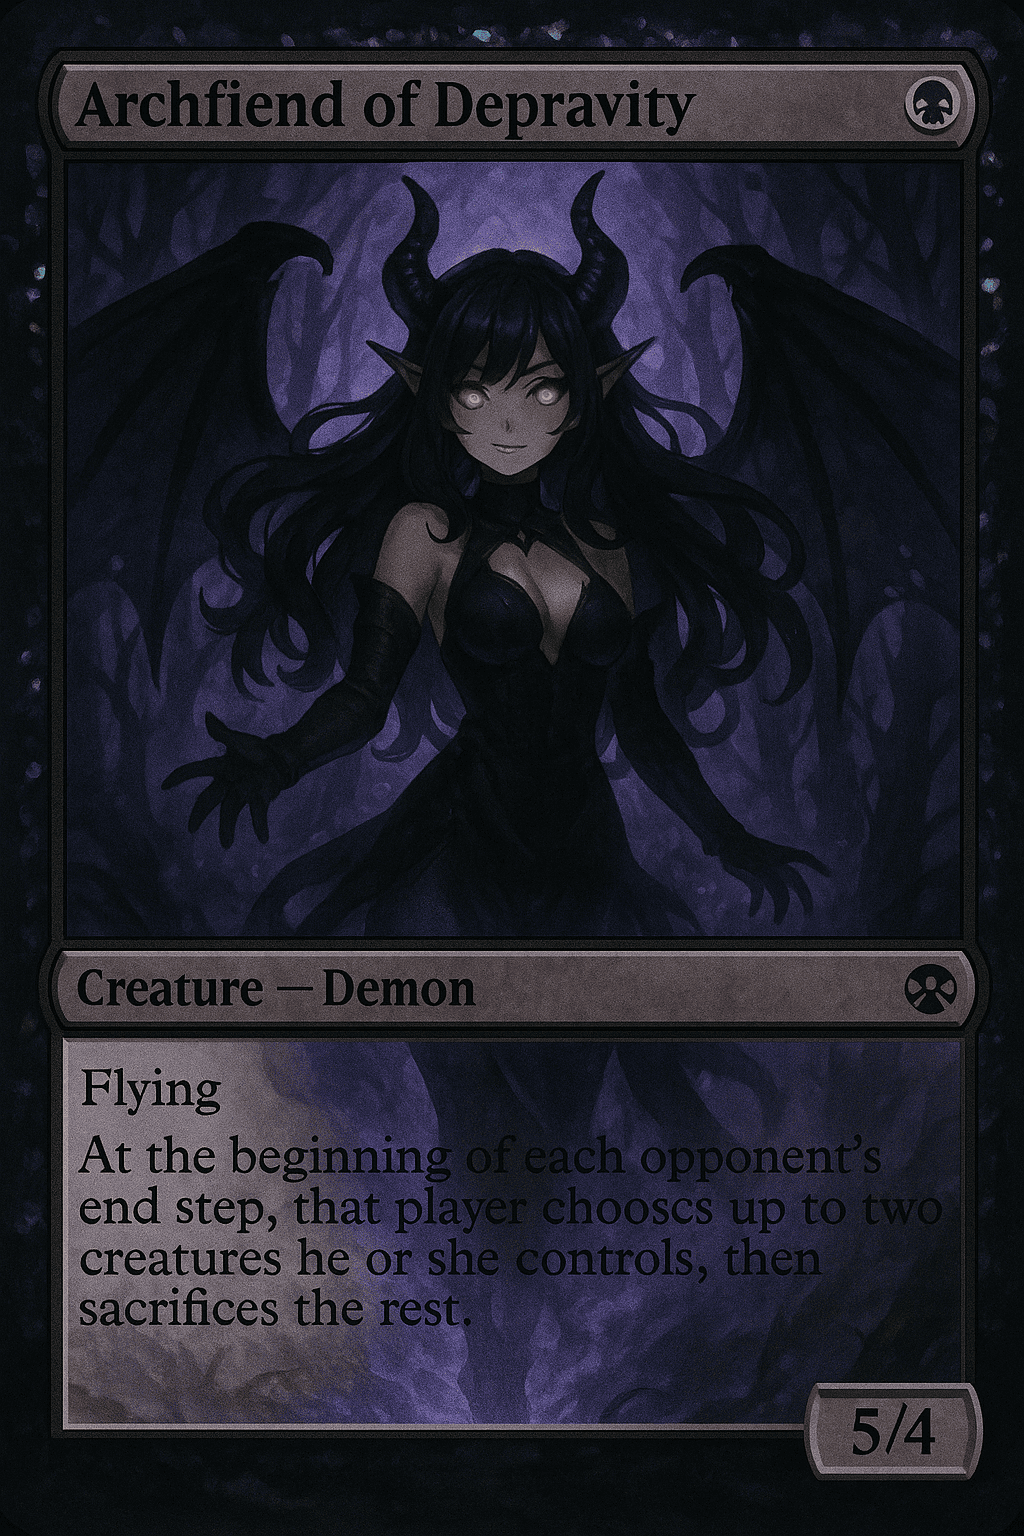 Archfiend of Depravity
Creature — Demon
Flying
At the beginning of each opponent's
end step, that player chooscs up to two
creatures he or she controls, then
sacrifices the rest.
5/4